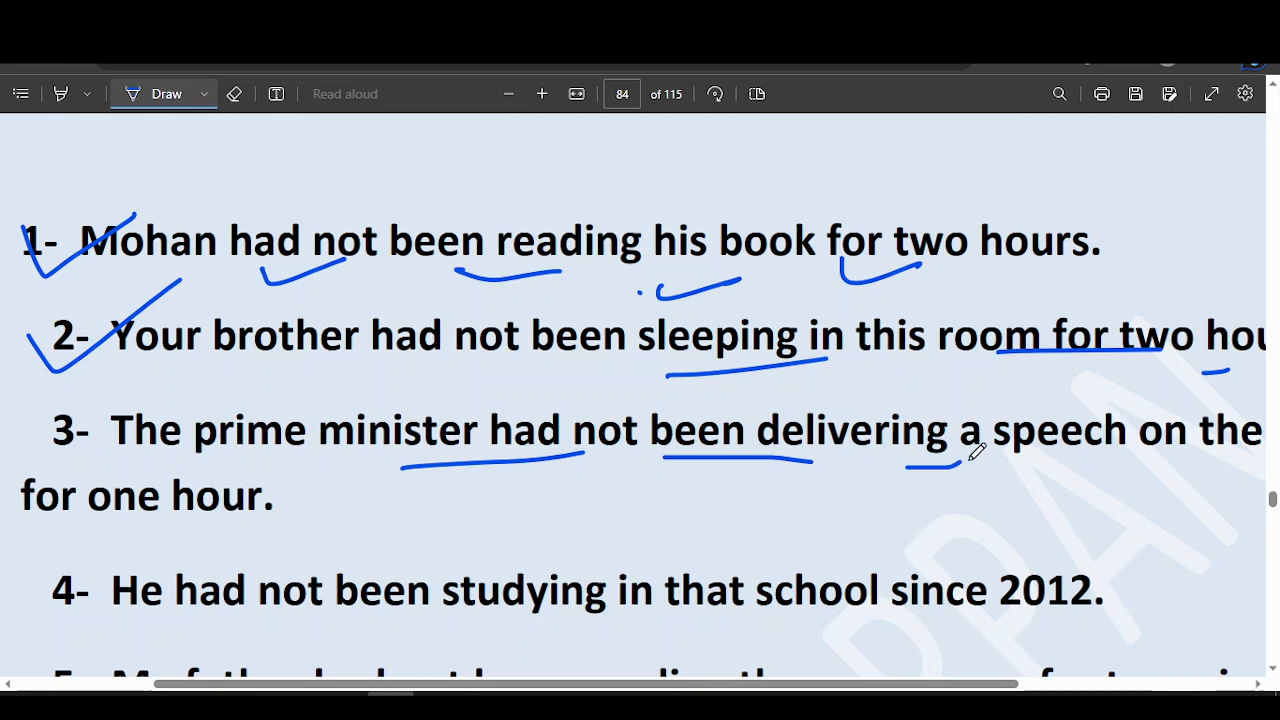 Draw
Read aloud
84
of 115
1- Mohan had not been reading his book for two hours.
2- Your brother had not been sleeping in this room for two hou
3- The prime minister had not been delivering a speech on the
for one hour.
4- He had not been studying in that school since 2012.